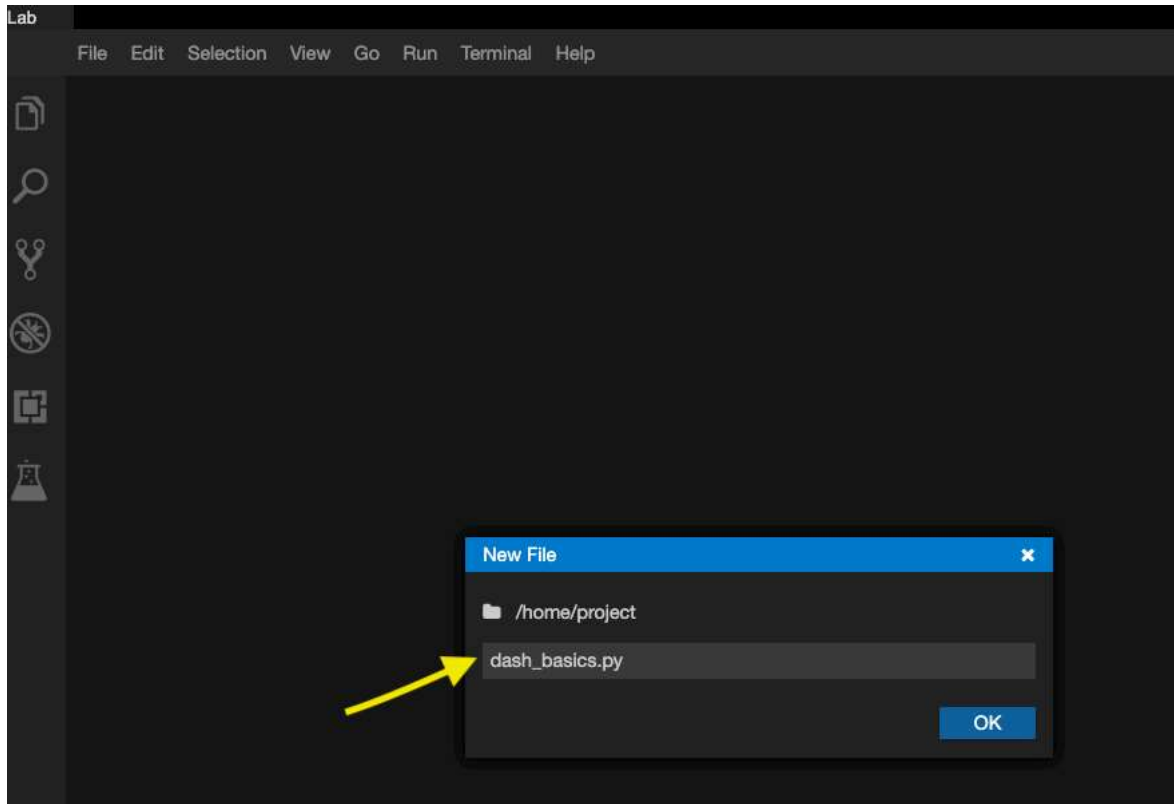 Lab
File Edit Selection View Go Run Terminal Help
New File
/home/project
dash_basics.py
OK